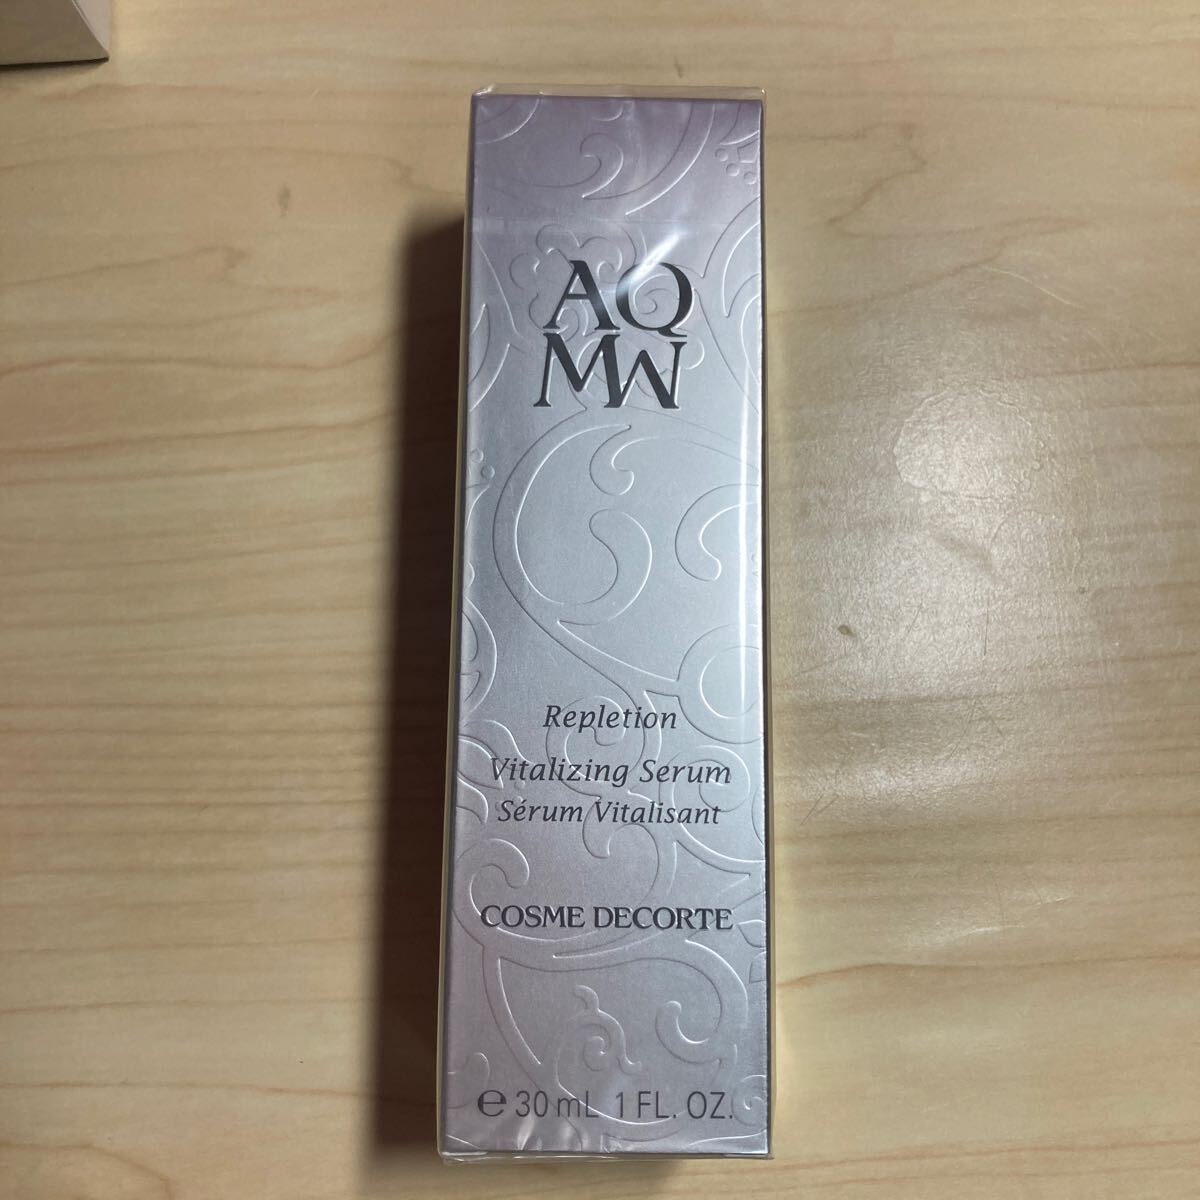 AQ
MW
Repletion
Vitalizing Serum
Sérum Vitalisant
COSME DECORTE
℮ 30 mL 1 FL. OZ.